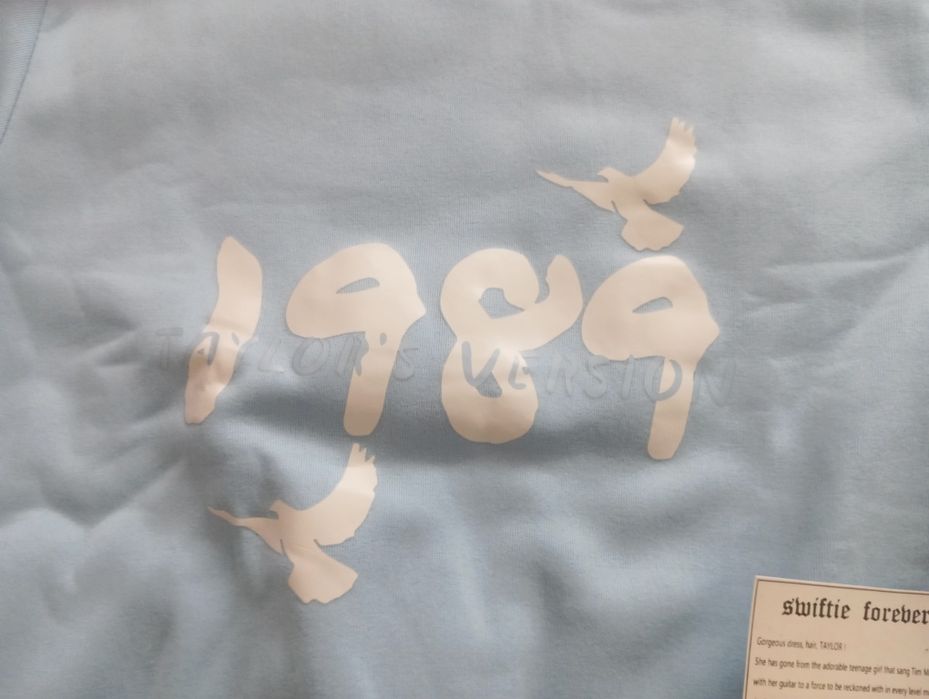 1989
TAYLOR'S VERSION
swiftie forever
Gorgeous dress, hair, TAYLOR !
She has gone from the adorable teenage girl that sang Tim
with her guitar to a force to be reckoned with in every level